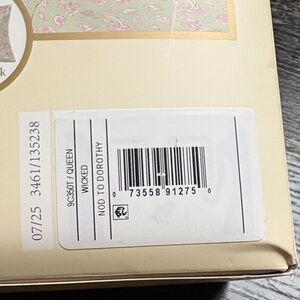 k
07/25 3461/135238
9C350T / QUEEN
WICKED
NOD TO DOROTHY
0 73558 91275 0